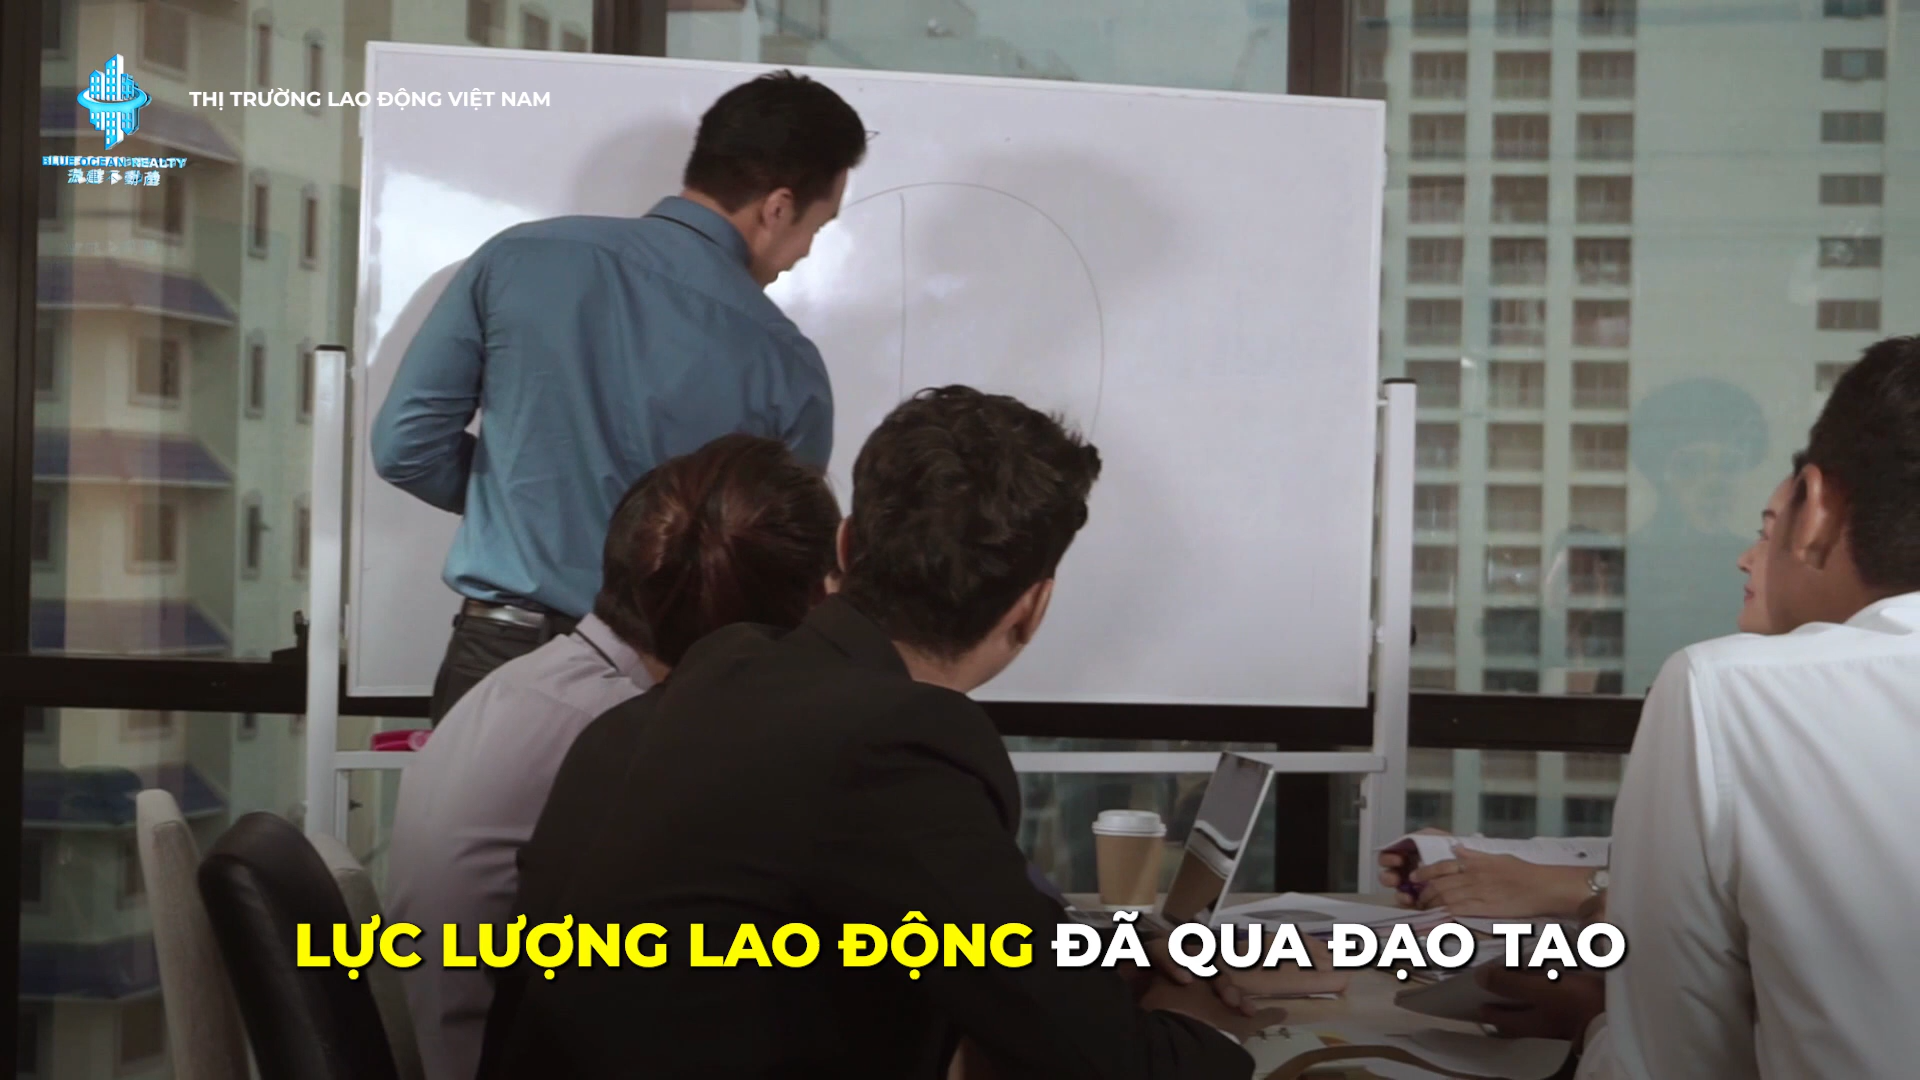 THỊ TRƯỜNG LAO ĐỘNG VIỆT NAM
BLUE OCEAN REALTY
LỰC LƯỢNG LAO ĐỘNG ĐÃ QUA ĐẠO TẠO